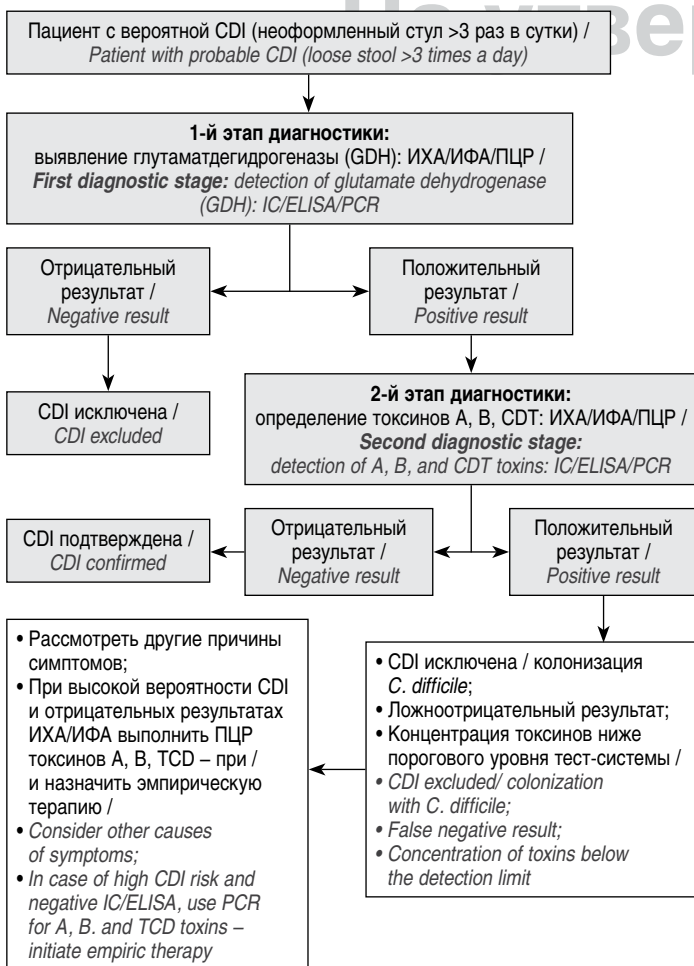 Пациент с вероятной CDI (неоформленный стул >3 раз в сутки) /
Patient with probable CDI (loose stool >3 times a day)
1-й этап диагностики:
выявление глутаматдегидрогеназы (GDH): ИХА/ИФА/ПЦР /
First diagnostic stage: detection of glutamate dehydrogenase
(GDH): IC/ELISA/PCR
Отрицательный
результат /
Negative result
Положительный
результат /
Positive result
CDI исключена /
CDI excluded
2-й этап диагностики:
определение токсинов А, В, CDT: ИХА/ИФА/ПЦР /
Second diagnostic stage:
detection of A, B, and CDT toxins: IC/ELISA/PCR
CDI подтверждена /
CDI confirmed
Отрицательный
результат /
Negative result
Положительный
результат /
Positive result
• Рассмотреть другие причины
симптомов;
• При высокой вероятности CDI
и отрицательных результатах
ИХА/ИФА выполнить ПЦР
токсинов А, В, TCD – при /
и назначить эмпирическую
терапию /
• Consider other causes
of symptoms;
• In case of high CDI risk and
negative IC/ELISA, use PCR
for A, B. and TCD toxins –
initiate empiric therapy
• CDI исключена / колонизация
C. difficile;
• Ложноотрицательный результат;
• Концентрация токсинов ниже
порогового уровня тест-системы /
• CDI excluded/ colonization
with C. difficile;
• False negative result;
• Concentration of toxins below
the detection limit